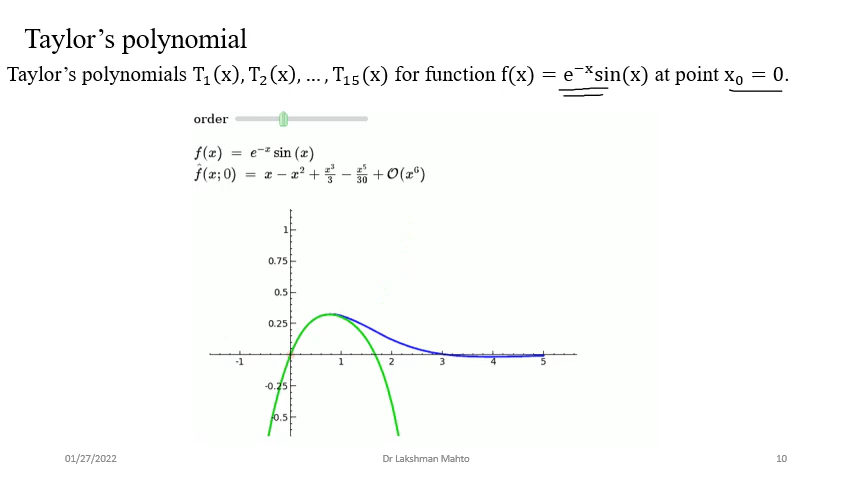 Taylor's polynomial
Taylor's polynomials T₁(x), T₂(x), … , T₁₅(x) for function f(x) = e⁻ˣsin(x) at point x₀ = 0.
order
f(x) = e⁻ˣ sin (x)
f̂(x; 0) = x − x² + x³/3 − x⁵/30 + 𝒪(x⁶)
1
0.75
0.5
0.25
-1 1 2 3 4 5
-0.25
-0.5
01/27/2022 Dr Lakshman Mahto 10